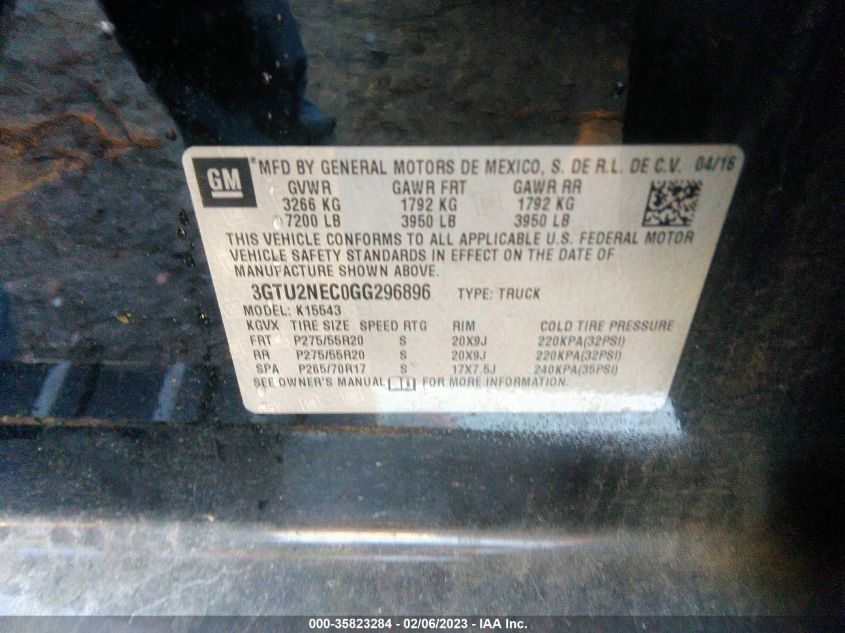 GM
® MFD BY GENERAL MOTORS DE MEXICO, S. DE R.L. DE C.V. 04/16
GVWR GAWR FRT GAWR RR
3266 KG 1792 KG 1792 KG
7200 LB 3950 LB 3950 LB
THIS VEHICLE CONFORMS TO ALL APPLICABLE U.S. FEDERAL MOTOR
VEHICLE SAFETY STANDARDS IN EFFECT ON THE DATE OF
MANUFACTURE SHOWN ABOVE.
3GTU2NEC0GG296896 TYPE: TRUCK
MODEL: K15543
KGVX TIRE SIZE SPEED RTG RIM COLD TIRE PRESSURE
FRT P275/55R20 S 20X9J 220KPA(32PSI)
RR P275/55R20 S 20X9J 220KPA(32PSI)
SPA P265/70R17 S 17X7.5J 240KPA(35PSI)
SEE OWNER'S MANUAL FOR MORE INFORMATION.
000-35823284 - 02/06/2023 - IAA Inc.